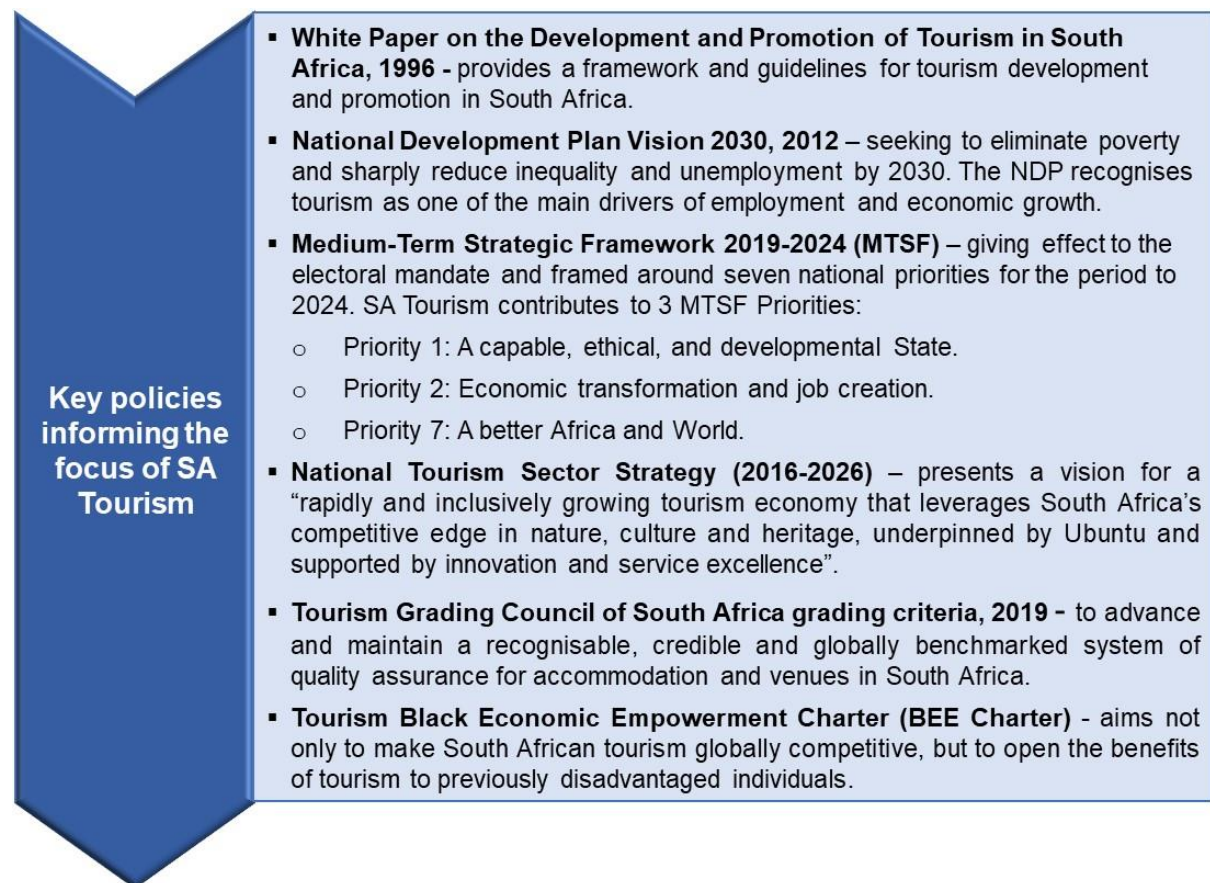 Key policies
informing the
focus of SA
Tourism
▪ White Paper on the Development and Promotion of Tourism in South
Africa, 1996 - provides a framework and guidelines for tourism development
and promotion in South Africa.
▪ National Development Plan Vision 2030, 2012 – seeking to eliminate poverty
and sharply reduce inequality and unemployment by 2030. The NDP recognises
tourism as one of the main drivers of employment and economic growth.
▪ Medium-Term Strategic Framework 2019-2024 (MTSF) – giving effect to the
electoral mandate and framed around seven national priorities for the period to
2024. SA Tourism contributes to 3 MTSF Priorities:
o Priority 1: A capable, ethical, and developmental State.
o Priority 2: Economic transformation and job creation.
o Priority 7: A better Africa and World.
▪ National Tourism Sector Strategy (2016-2026) – presents a vision for a
“rapidly and inclusively growing tourism economy that leverages South Africa’s
competitive edge in nature, culture and heritage, underpinned by Ubuntu and
supported by innovation and service excellence”.
▪ Tourism Grading Council of South Africa grading criteria, 2019 - to advance
and maintain a recognisable, credible and globally benchmarked system of
quality assurance for accommodation and venues in South Africa.
▪ Tourism Black Economic Empowerment Charter (BEE Charter) - aims not
only to make South African tourism globally competitive, but to open the benefits
of tourism to previously disadvantaged individuals.